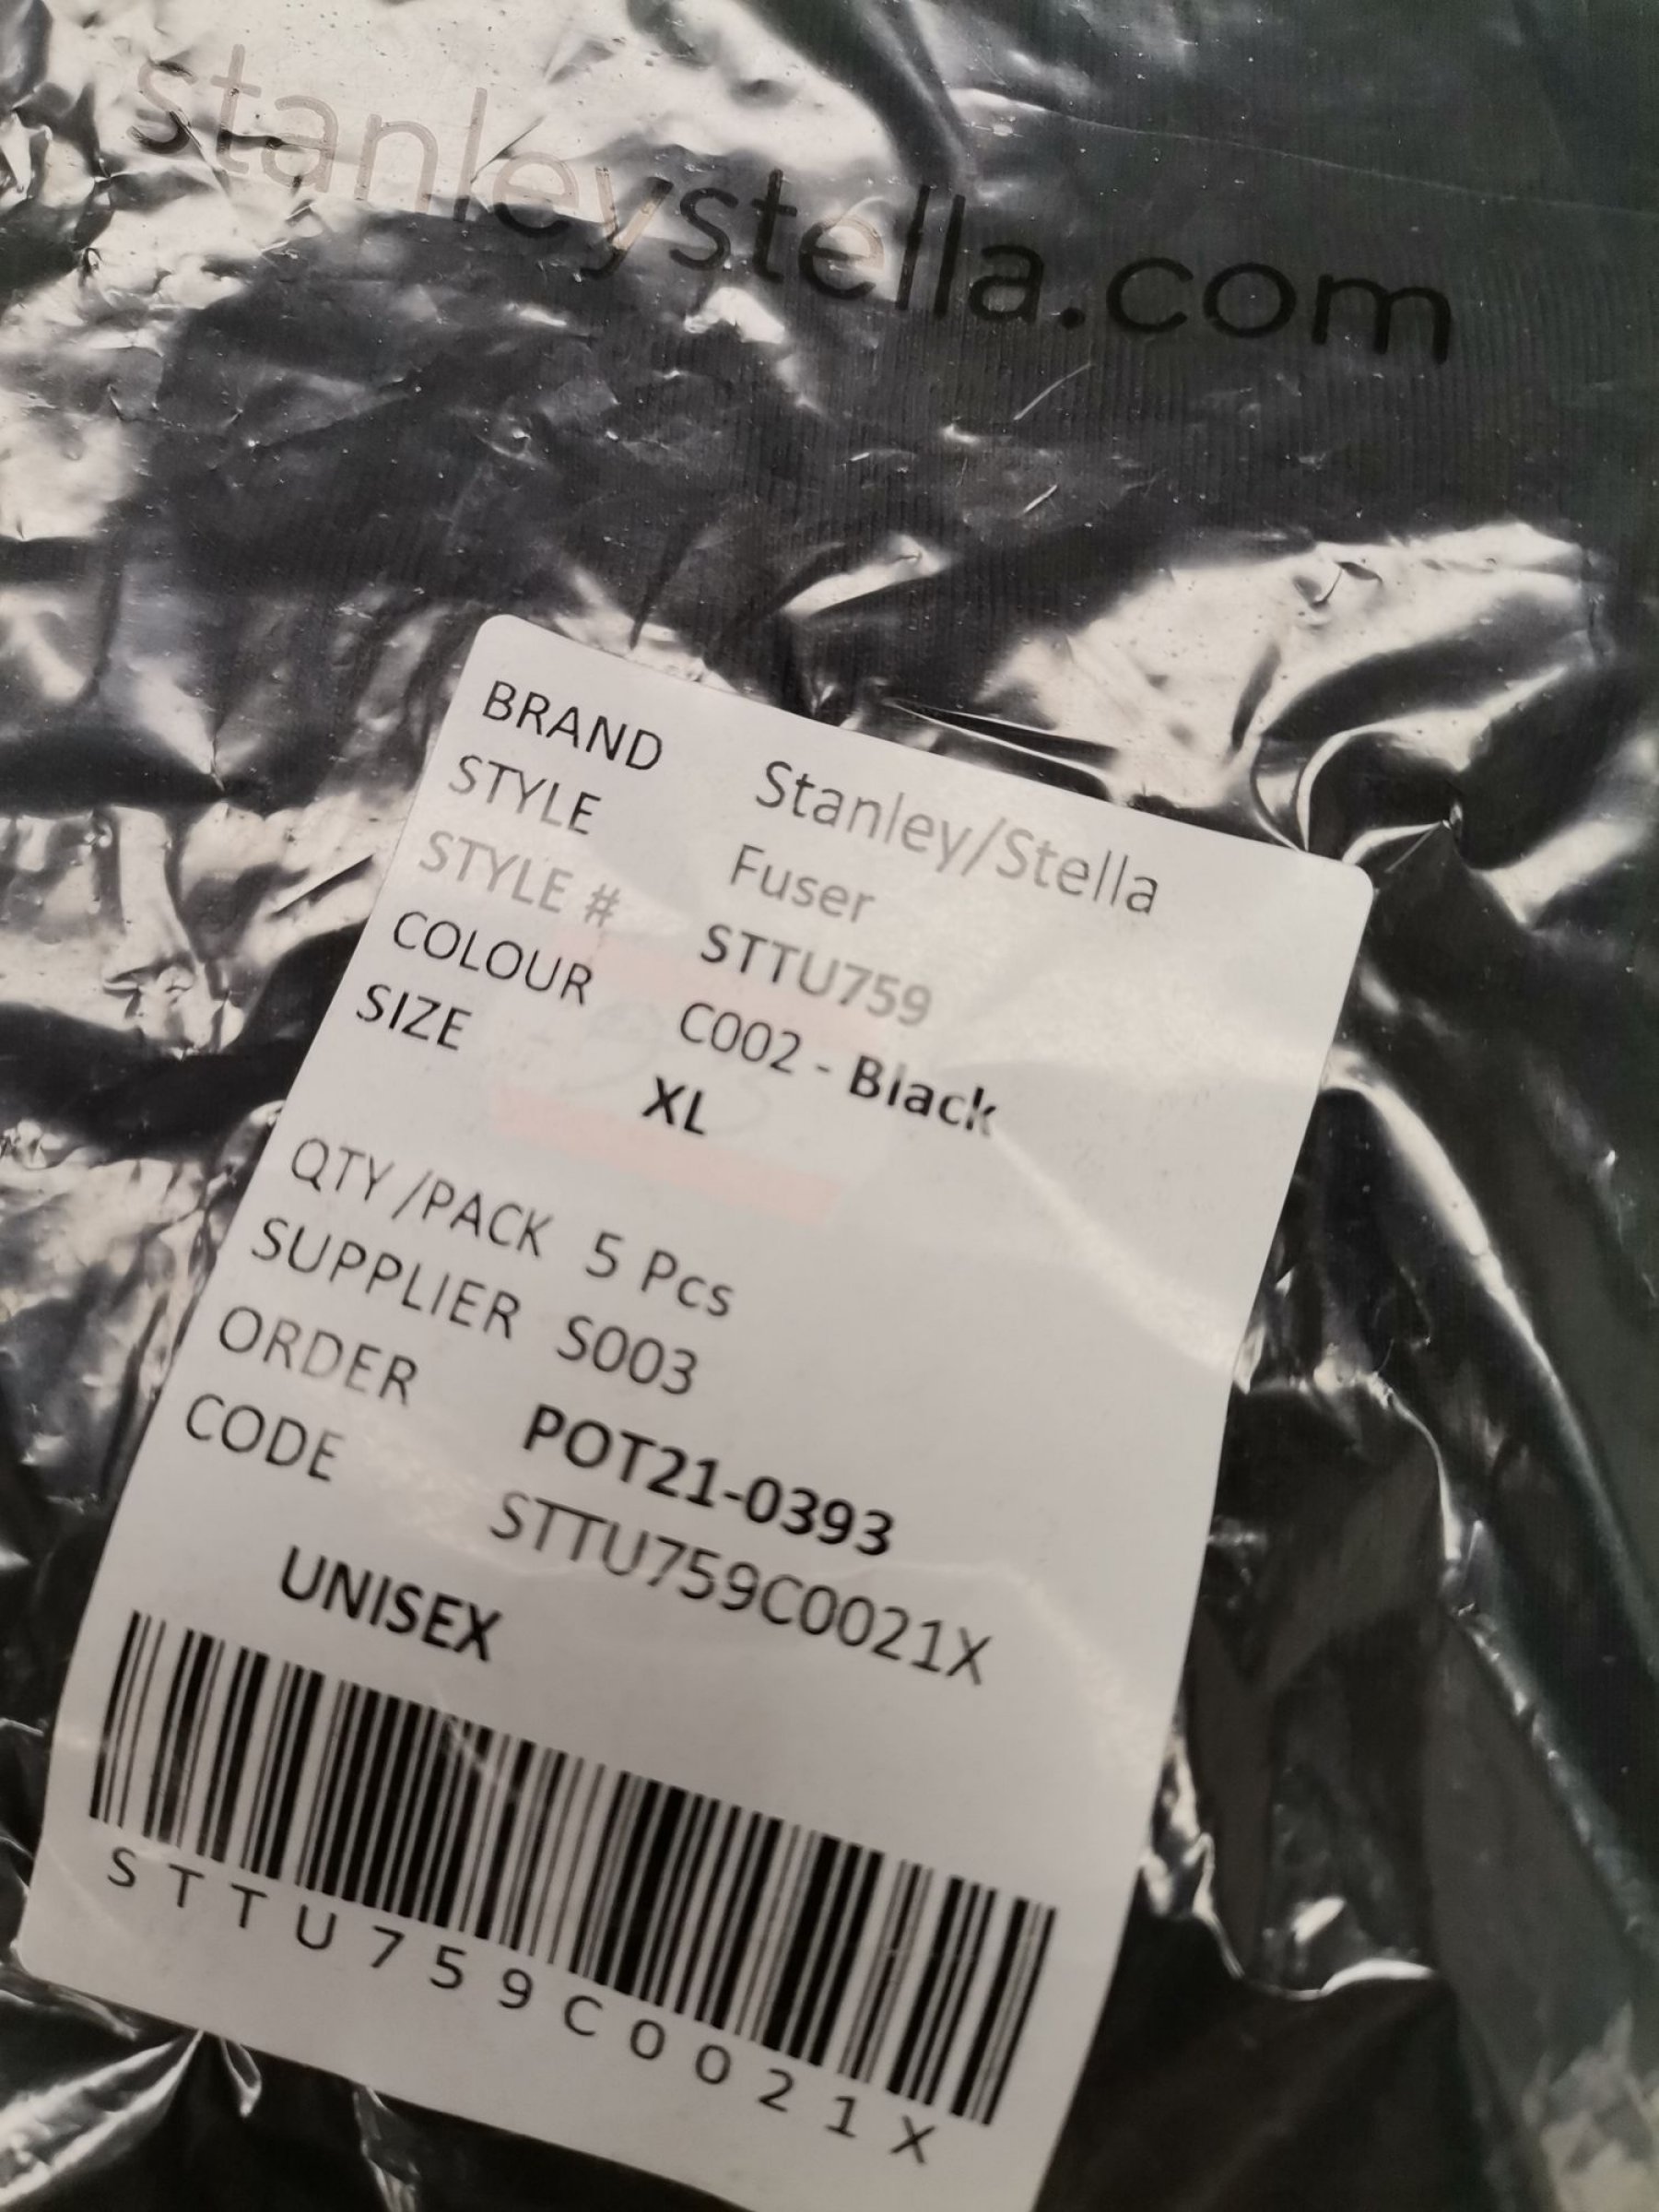 stanleystella.com
BRAND Stanley/Stella
STYLE Fuser
STYLE # STTU759
COLOUR C002 - Black
SIZE XL
QTY /PACK 5 Pcs
SUPPLIER S003
ORDER POT21-0393
CODE STTU759C0021X
UNISEX
STTU759C0021X